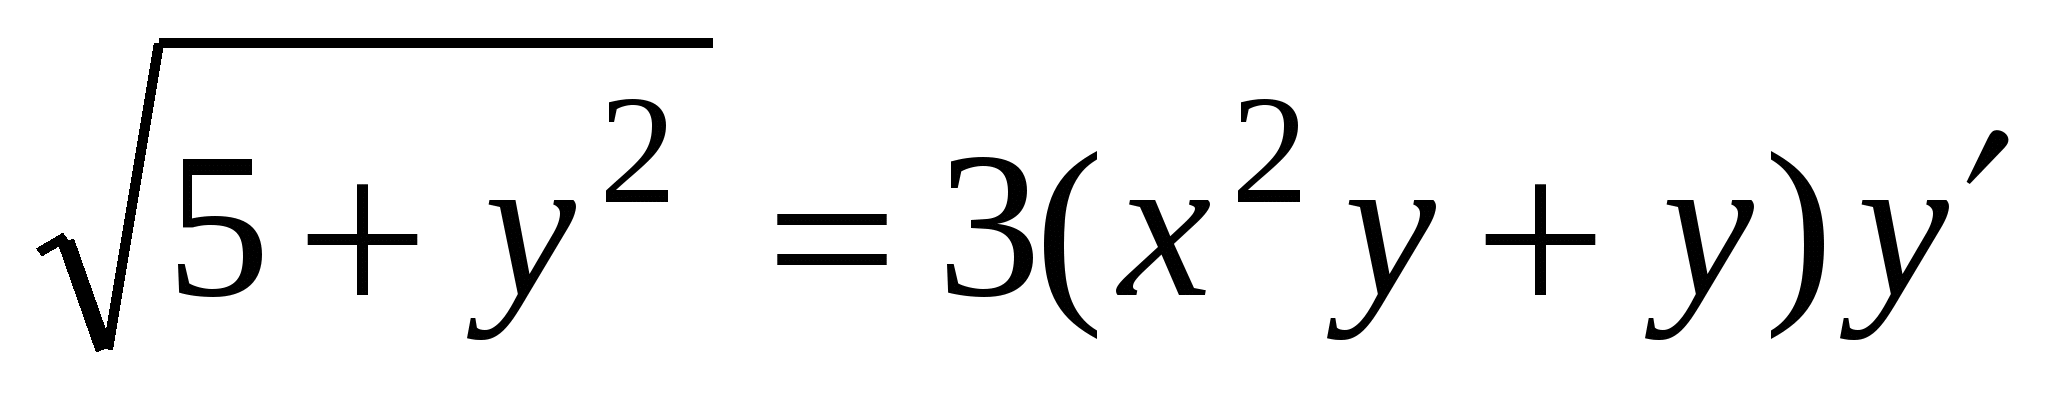 √(5 + y²) = 3(x²y + y)y′